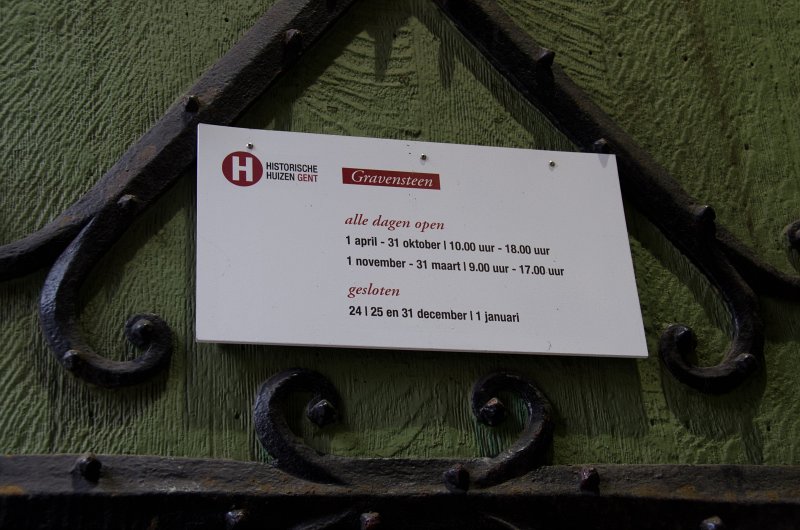 H
HISTORISCHE
HUIZEN GENT
Gravensteen
alle dagen open
1 april - 31 oktober | 10.00 uur - 18.00 uur
1 november - 31 maart | 9.00 uur - 17.00 uur
gesloten
24 | 25 en 31 december | 1 januari